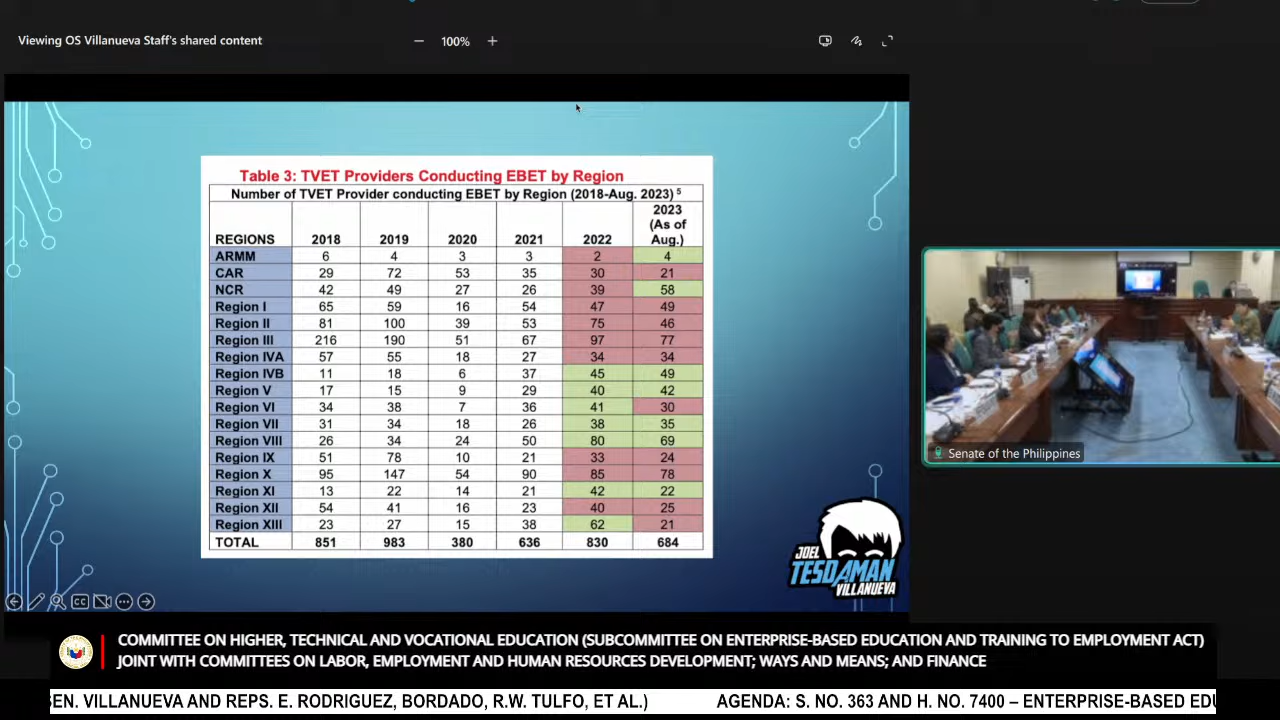 Viewing OS Villanueva Staff's shared content
100%
Table 3: TVET Providers Conducting EBET by Region
Number of TVET Provider conducting EBET by Region (2018-Aug. 2023) 5
REGIONS 2018 2019 2020 2021 2022 2023 (As of Aug.)
ARMM 6 4 3 3 2 4
CAR 29 72 53 35 30 21
NCR 42 49 27 26 39 58
Region I 65 59 16 54 47 49
Region II 81 100 39 53 75 46
Region III 216 190 51 67 97 77
Region IVA 57 55 18 27 34 34
Region IVB 11 18 6 37 45 49
Region V 17 15 9 29 40 42
Region VI 34 38 7 36 41 30
Region VII 31 34 18 26 38 35
Region VIII 26 34 24 50 80 69
Region IX 51 78 10 21 33 24
Region X 95 147 54 90 85 78
Region XI 13 22 14 21 42 22
Region XII 54 41 16 23 40 25
Region XIII 23 27 15 38 62 21
TOTAL 851 983 380 636 830 684
JOEL
TESDAMAN
VILLANUEVA
CC
Senate of the Philippines
COMMITTEE ON HIGHER, TECHNICAL AND VOCATIONAL EDUCATION (SUBCOMMITTEE ON ENTERPRISE-BASED EDUCATION AND TRAINING TO EMPLOYMENT ACT)
JOINT WITH COMMITTEES ON LABOR, EMPLOYMENT AND HUMAN RESOURCES DEVELOPMENT; WAYS AND MEANS; AND FINANCE
SEN. VILLANUEVA AND REPS. E. RODRIGUEZ, BORDADO, R.W. TULFO, ET AL.) AGENDA: S. NO. 363 AND H. NO. 7400 – ENTERPRISE-BASED EDU